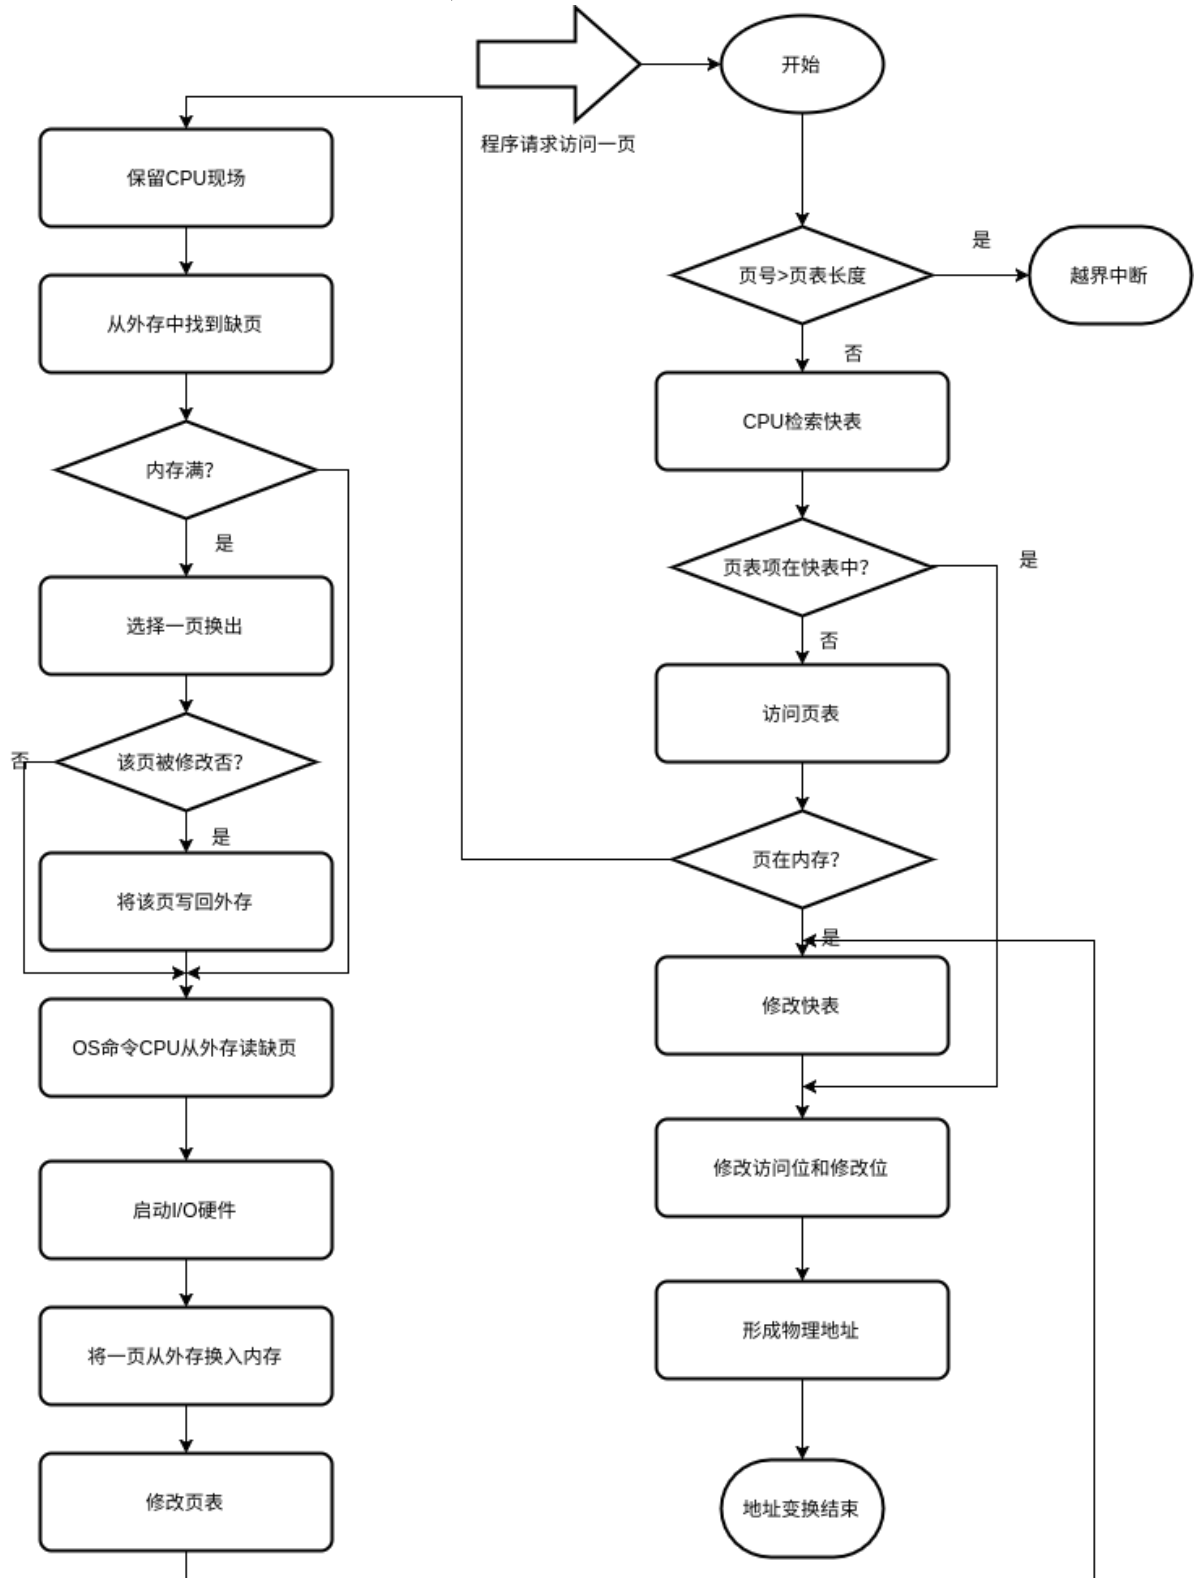 开始
程序请求访问一页
保留CPU现场
从外存中找到缺页
内存满?
是
选择一页换出
该页被修改否?
否
是
将该页写回外存
OS命令CPU从外存读缺页
启动I/O硬件
将一页从外存换入内存
修改页表
页号>页表长度
是
越界中断
否
CPU检索快表
页表项在快表中?
是
否
访问页表
页在内存?
是
修改快表
修改访问位和修改位
形成物理地址
地址变换结束